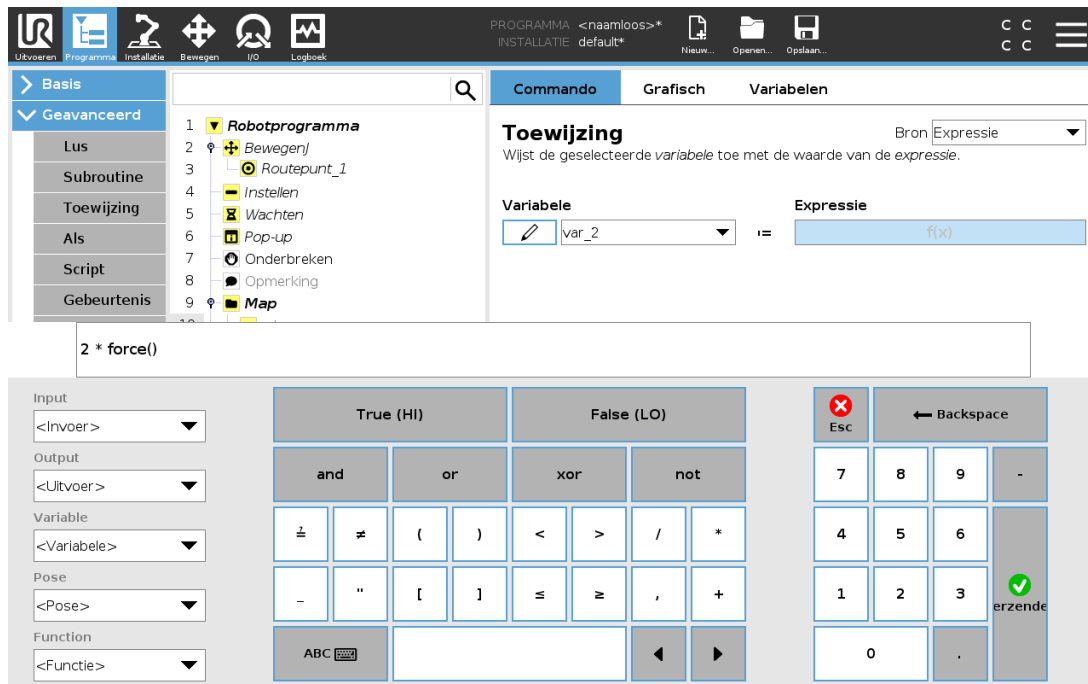 PROGRAMMA <naamloos>*
INSTALLATIE default*
Uitvoeren Programma Installatie Bewegen I/O Logboek Nieuw... Openen... Opslaan...
C C
C C
Basis
Geavanceerd
Lus
Subroutine
Toewijzing
Als
Script
Gebeurtenis
1 Robotprogramma
2 BewegenJ
3 Routepunt_1
4 Instellen
5 Wachten
6 Pop-up
7 Onderbreken
8 Opmerking
9 Map
Commando Grafisch Variabelen
Toewijzing
Bron Expressie
Wijst de geselecteerde variabele toe met de waarde van de expressie.
Variabele Expressie
var_2 := f(x)
2 * force()
Input
<Invoer>
Output
<Uitvoer>
Variable
<Variabele>
Pose
<Pose>
Function
<Functie>
True (HI) False (LO)
and or xor not
≟ ≠ ( ) < > / *
_ " [ ] ≤ ≥ , +
ABC
Esc Backspace
7 8 9 -
4 5 6
1 2 3
erzende
0 .